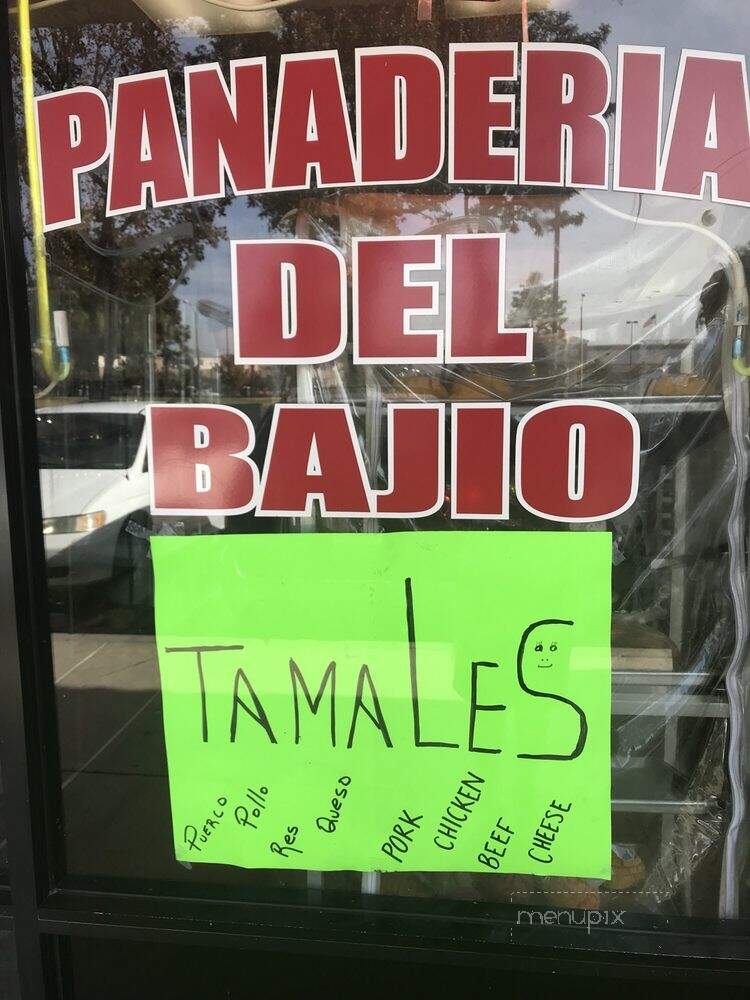 PANADERIA
DEL
BAJIO
TAMALES
PUERCO Pollo Res Queso PORK CHICKEN BEEF CHEESE
menupix